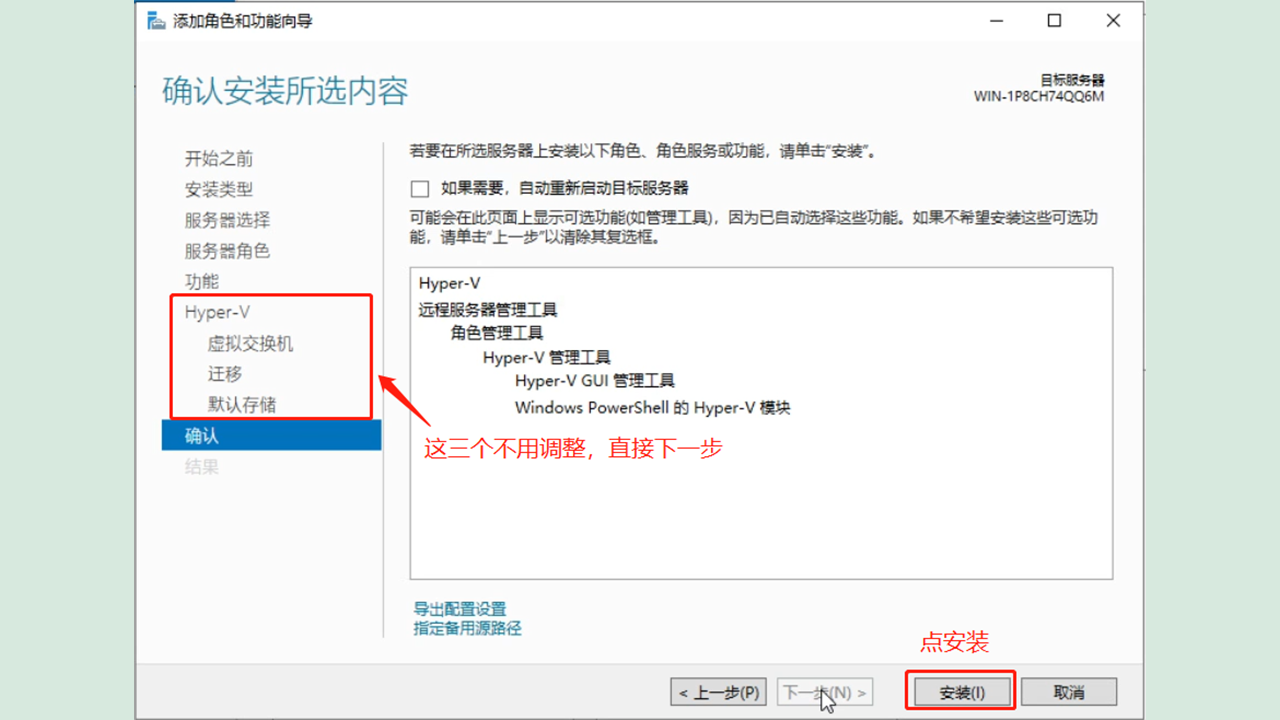 添加角色和功能向导
确认安装所选内容
目标服务器
WIN-1P8CH74QQ6M
开始之前
安装类型
服务器选择
服务器角色
功能
Hyper-V
虚拟交换机
迁移
默认存储
确认
结果
若要在所选服务器上安装以下角色、角色服务或功能，请单击“安装”。
如果需要，自动重新启动目标服务器
可能会在此页面上显示可选功能(如管理工具)，因为已自动选择这些功能。如果不希望安装这些可选功
能，请单击“上一步”以清除其复选框。
Hyper-V
远程服务器管理工具
角色管理工具
Hyper-V 管理工具
Hyper-V GUI 管理工具
Windows PowerShell 的 Hyper-V 模块
这三个不用调整，直接下一步
导出配置设置
指定备用源路径
点安装
< 上一步(P)
下一步(N) >
安装(I)
取消